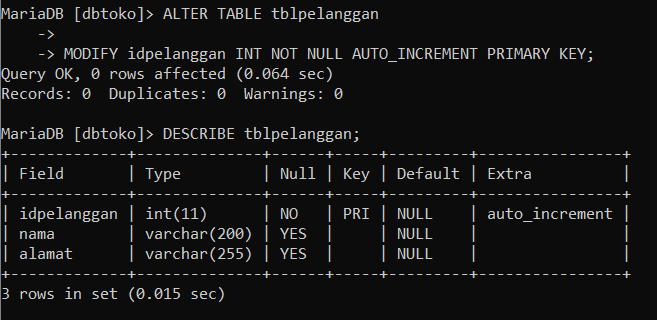 MariaDB [dbtoko]> ALTER TABLE tblpelanggan
    ->
    -> MODIFY idpelanggan INT NOT NULL AUTO_INCREMENT PRIMARY KEY;
Query OK, 0 rows affected (0.064 sec)
Records: 0  Duplicates: 0  Warnings: 0

MariaDB [dbtoko]> DESCRIBE tblpelanggan;
+-------------+--------------+------+-----+---------+----------------+
| Field       | Type         | Null | Key | Default | Extra          |
+-------------+--------------+------+-----+---------+----------------+
| idpelanggan | int(11)      | NO   | PRI | NULL    | auto_increment |
| nama        | varchar(200) | YES  |     | NULL    |                |
| alamat      | varchar(255) | YES  |     | NULL    |                |
+-------------+--------------+------+-----+---------+----------------+
3 rows in set (0.015 sec)